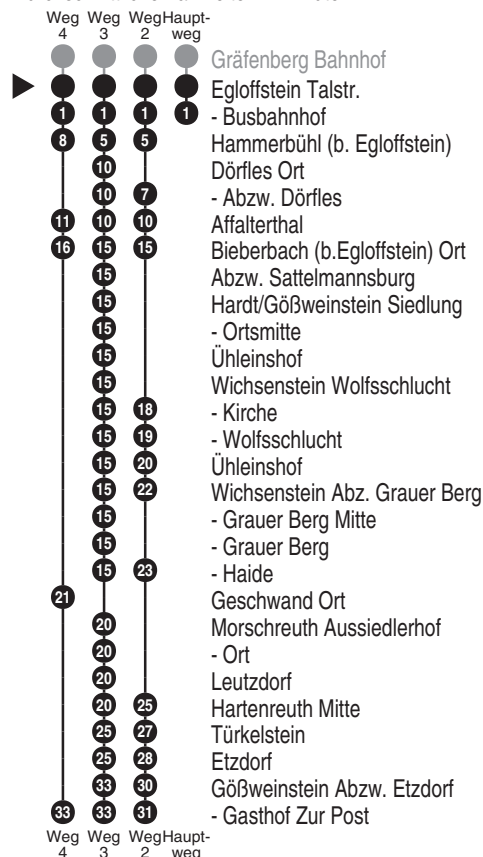 Weg Weg Weg Haupt-
4 3 2 weg
Gräfenberg Bahnhof
Egloffstein Talstr.
1 1 1 1 - Busbahnhof
8 5 5 Hammerbühl (b. Egloffstein)
10 Dörfles Ort
10 7 - Abzw. Dörfles
11 10 10 Affalterthal
16 15 15 Bieberbach (b.Egloffstein) Ort
15 Abzw. Sattelmannsburg
15 Hardt/Gößweinstein Siedlung
15 - Ortsmitte
15 Ühleinshof
15 Wichsenstein Wolfsschlucht
15 18 - Kirche
15 19 - Wolfsschlucht
15 20 Ühleinshof
15 22 Wichsenstein Abz. Grauer Berg
15 - Grauer Berg Mitte
15 - Grauer Berg
15 23 - Haide
21 Geschwand Ort
20 Morschreuth Aussiedlerhof
20 - Ort
20 Leutzdorf
20 25 Hartenreuth Mitte
25 27 Türkelstein
25 28 Etzdorf
33 30 Gößweinstein Abzw. Etzdorf
33 33 31 - Gasthof Zur Post
Weg Weg Weg Haupt-
4 3 2 weg